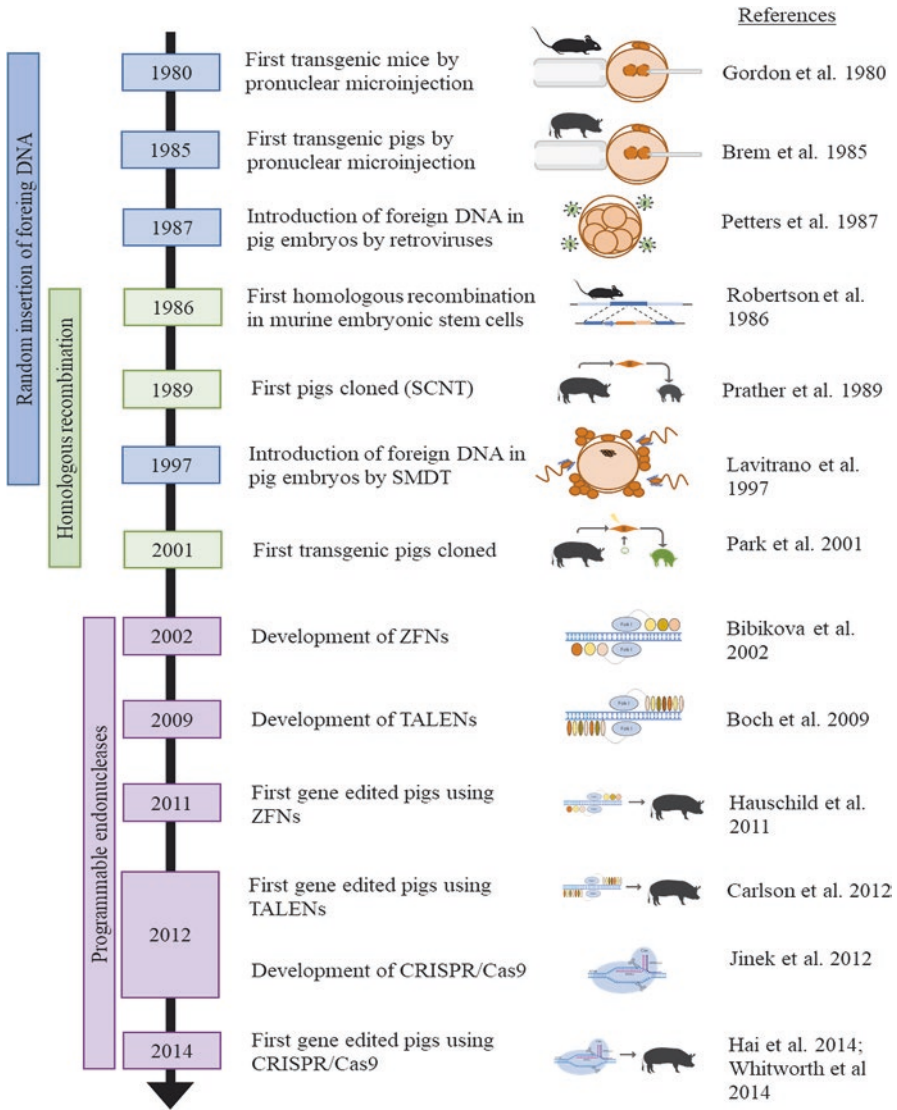 References
1980
First transgenic mice by
pronuclear microinjection
Gordon et al. 1980
1985
First transgenic pigs by
pronuclear microinjection
Brem et al. 1985
1987
Introduction of foreign DNA in
pig embryos by retroviruses
Petters et al. 1987
1986
First homologous recombination
in murine embryonic stem cells
Robertson et al.
1986
1989
First pigs cloned (SCNT)
Prather et al. 1989
1997
Introduction of foreign DNA in
pig embryos by SMDT
Lavitrano et al.
1997
2001
First transgenic pigs cloned
Park et al. 2001
Random insertion of foreing DNA
Homologous recombination
2002
Development of ZFNs
Fok I
Fok I
Bibikova et al.
2002
2009
Development of TALENs
Fok I
Fok I
Boch et al. 2009
2011
First gene edited pigs using
ZFNs
Hauschild et al.
2011
2012
First gene edited pigs using
TALENs
Carlson et al. 2012
Development of CRISPR/Cas9
Jinek et al. 2012
2014
First gene edited pigs using
CRISPR/Cas9
Hai et al. 2014;
Whitworth et al
2014
Programmable endonucleases